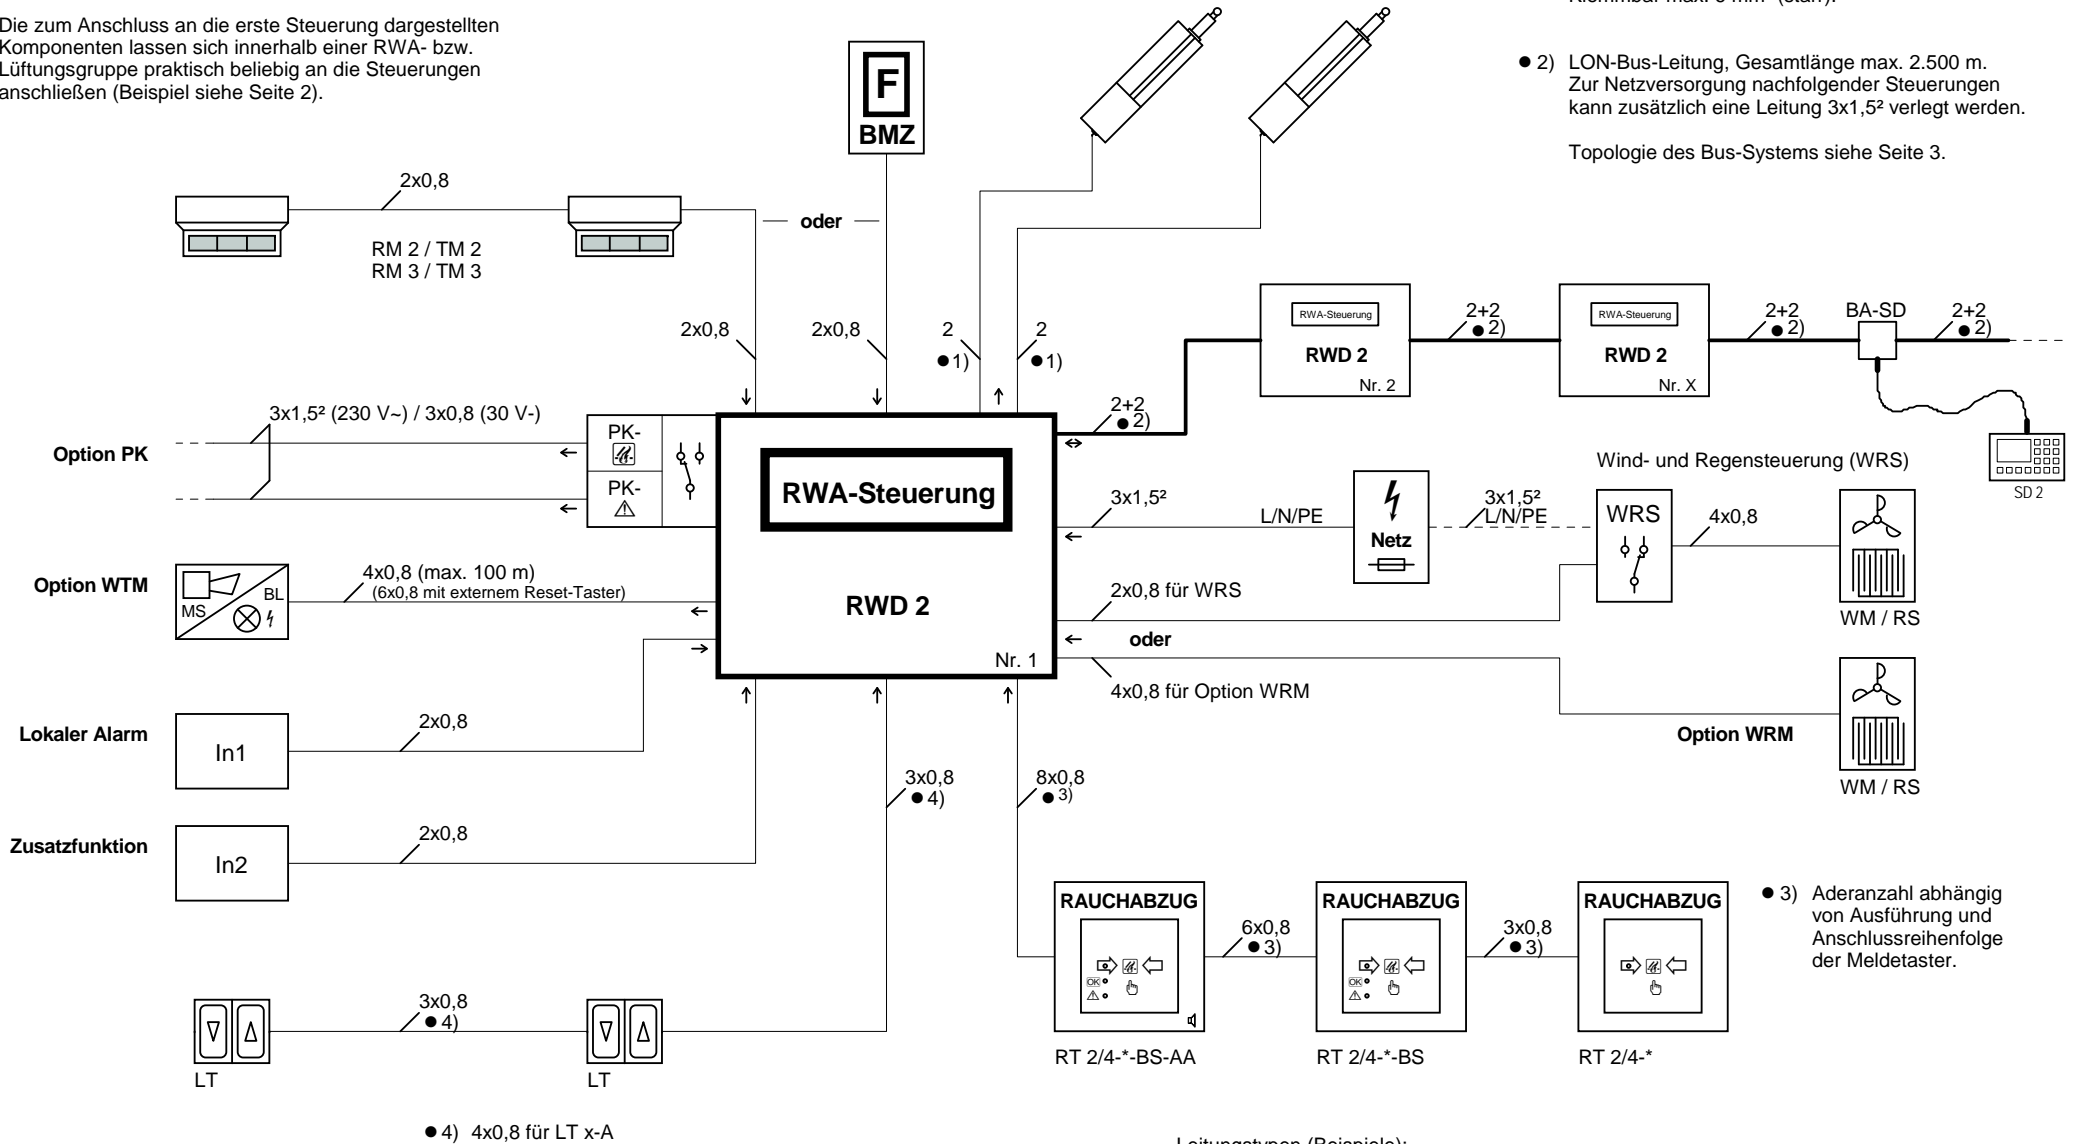 Die zum Anschluss an die erste Steuerung dargestellten
Komponenten lassen sich innerhalb einer RWA- bzw.
Lüftungsgruppe praktisch beliebig an die Steuerungen
anschließen (Beispiel siehe Seite 2).
F
BMZ
● 2) LON-Bus-Leitung, Gesamtlänge max. 2.500 m.
Zur Netzversorgung nachfolgender Steuerungen
kann zusätzlich eine Leitung 3x1,5² verlegt werden.
Topologie des Bus-Systems siehe Seite 3.
2x0,8
RM 2 / TM 2
RM 3 / TM 3
oder
2x0,8
2x0,8
2
● 1)
2
● 1)
RWA-Steuerung
RWD 2
Nr. 2
2+2
● 2)
RWA-Steuerung
RWD 2
Nr. X
2+2
● 2)
BA-SD
2+2
● 2)
SD 2
2+2
● 2)
Option PK
3x1,5² (230 V~) / 3x0,8 (30 V-)
PK-
PK-
RWA-Steuerung
RWD 2
Nr. 1
Wind- und Regensteuerung (WRS)
3x1,5²
L/N/PE
Netz
3x1,5²
L/N/PE
WRS
4x0,8
WM / RS
Option WTM
MS
BL
4x0,8 (max. 100 m)
(6x0,8 mit externem Reset-Taster)
2x0,8 für WRS
oder
4x0,8 für Option WRM
Option WRM
WM / RS
Lokaler Alarm
In1
2x0,8
Zusatzfunktion
In2
2x0,8
3x0,8
● 4)
8x0,8
● 3)
RAUCHABZUG
OK
RT 2/4-*-BS-AA
6x0,8
● 3)
RAUCHABZUG
OK
RT 2/4-*-BS
3x0,8
● 3)
RAUCHABZUG
RT 2/4-*
● 3) Aderanzahl abhängig
von Ausführung und
Anschlussreihenfolge
der Meldetaster.
LT
3x0,8
● 4)
LT
● 4) 4x0,8 für LT x-A